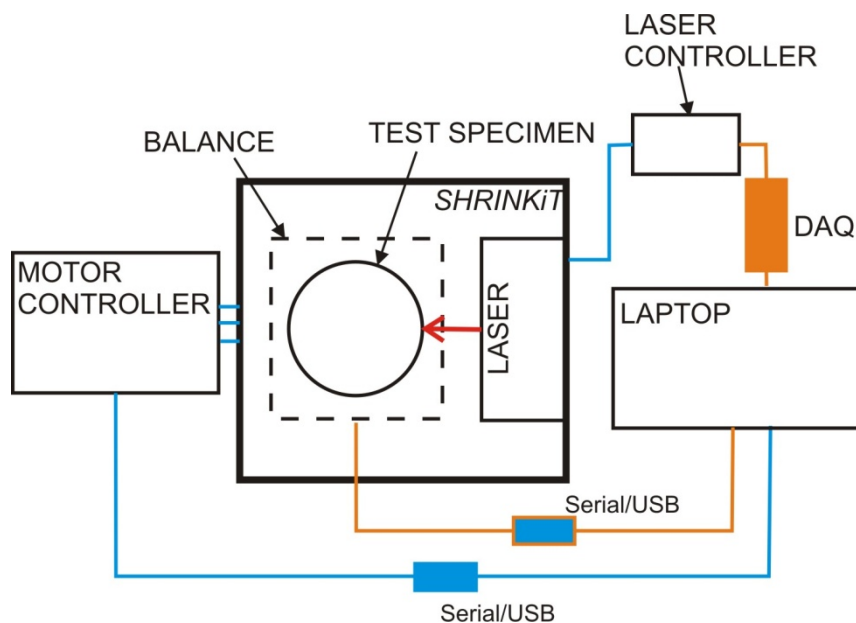 LASER
CONTROLLER
TEST SPECIMEN
BALANCE
SHRINKiT
DAQ
MOTOR
CONTROLLER
LASER
LAPTOP
Serial/USB
Serial/USB